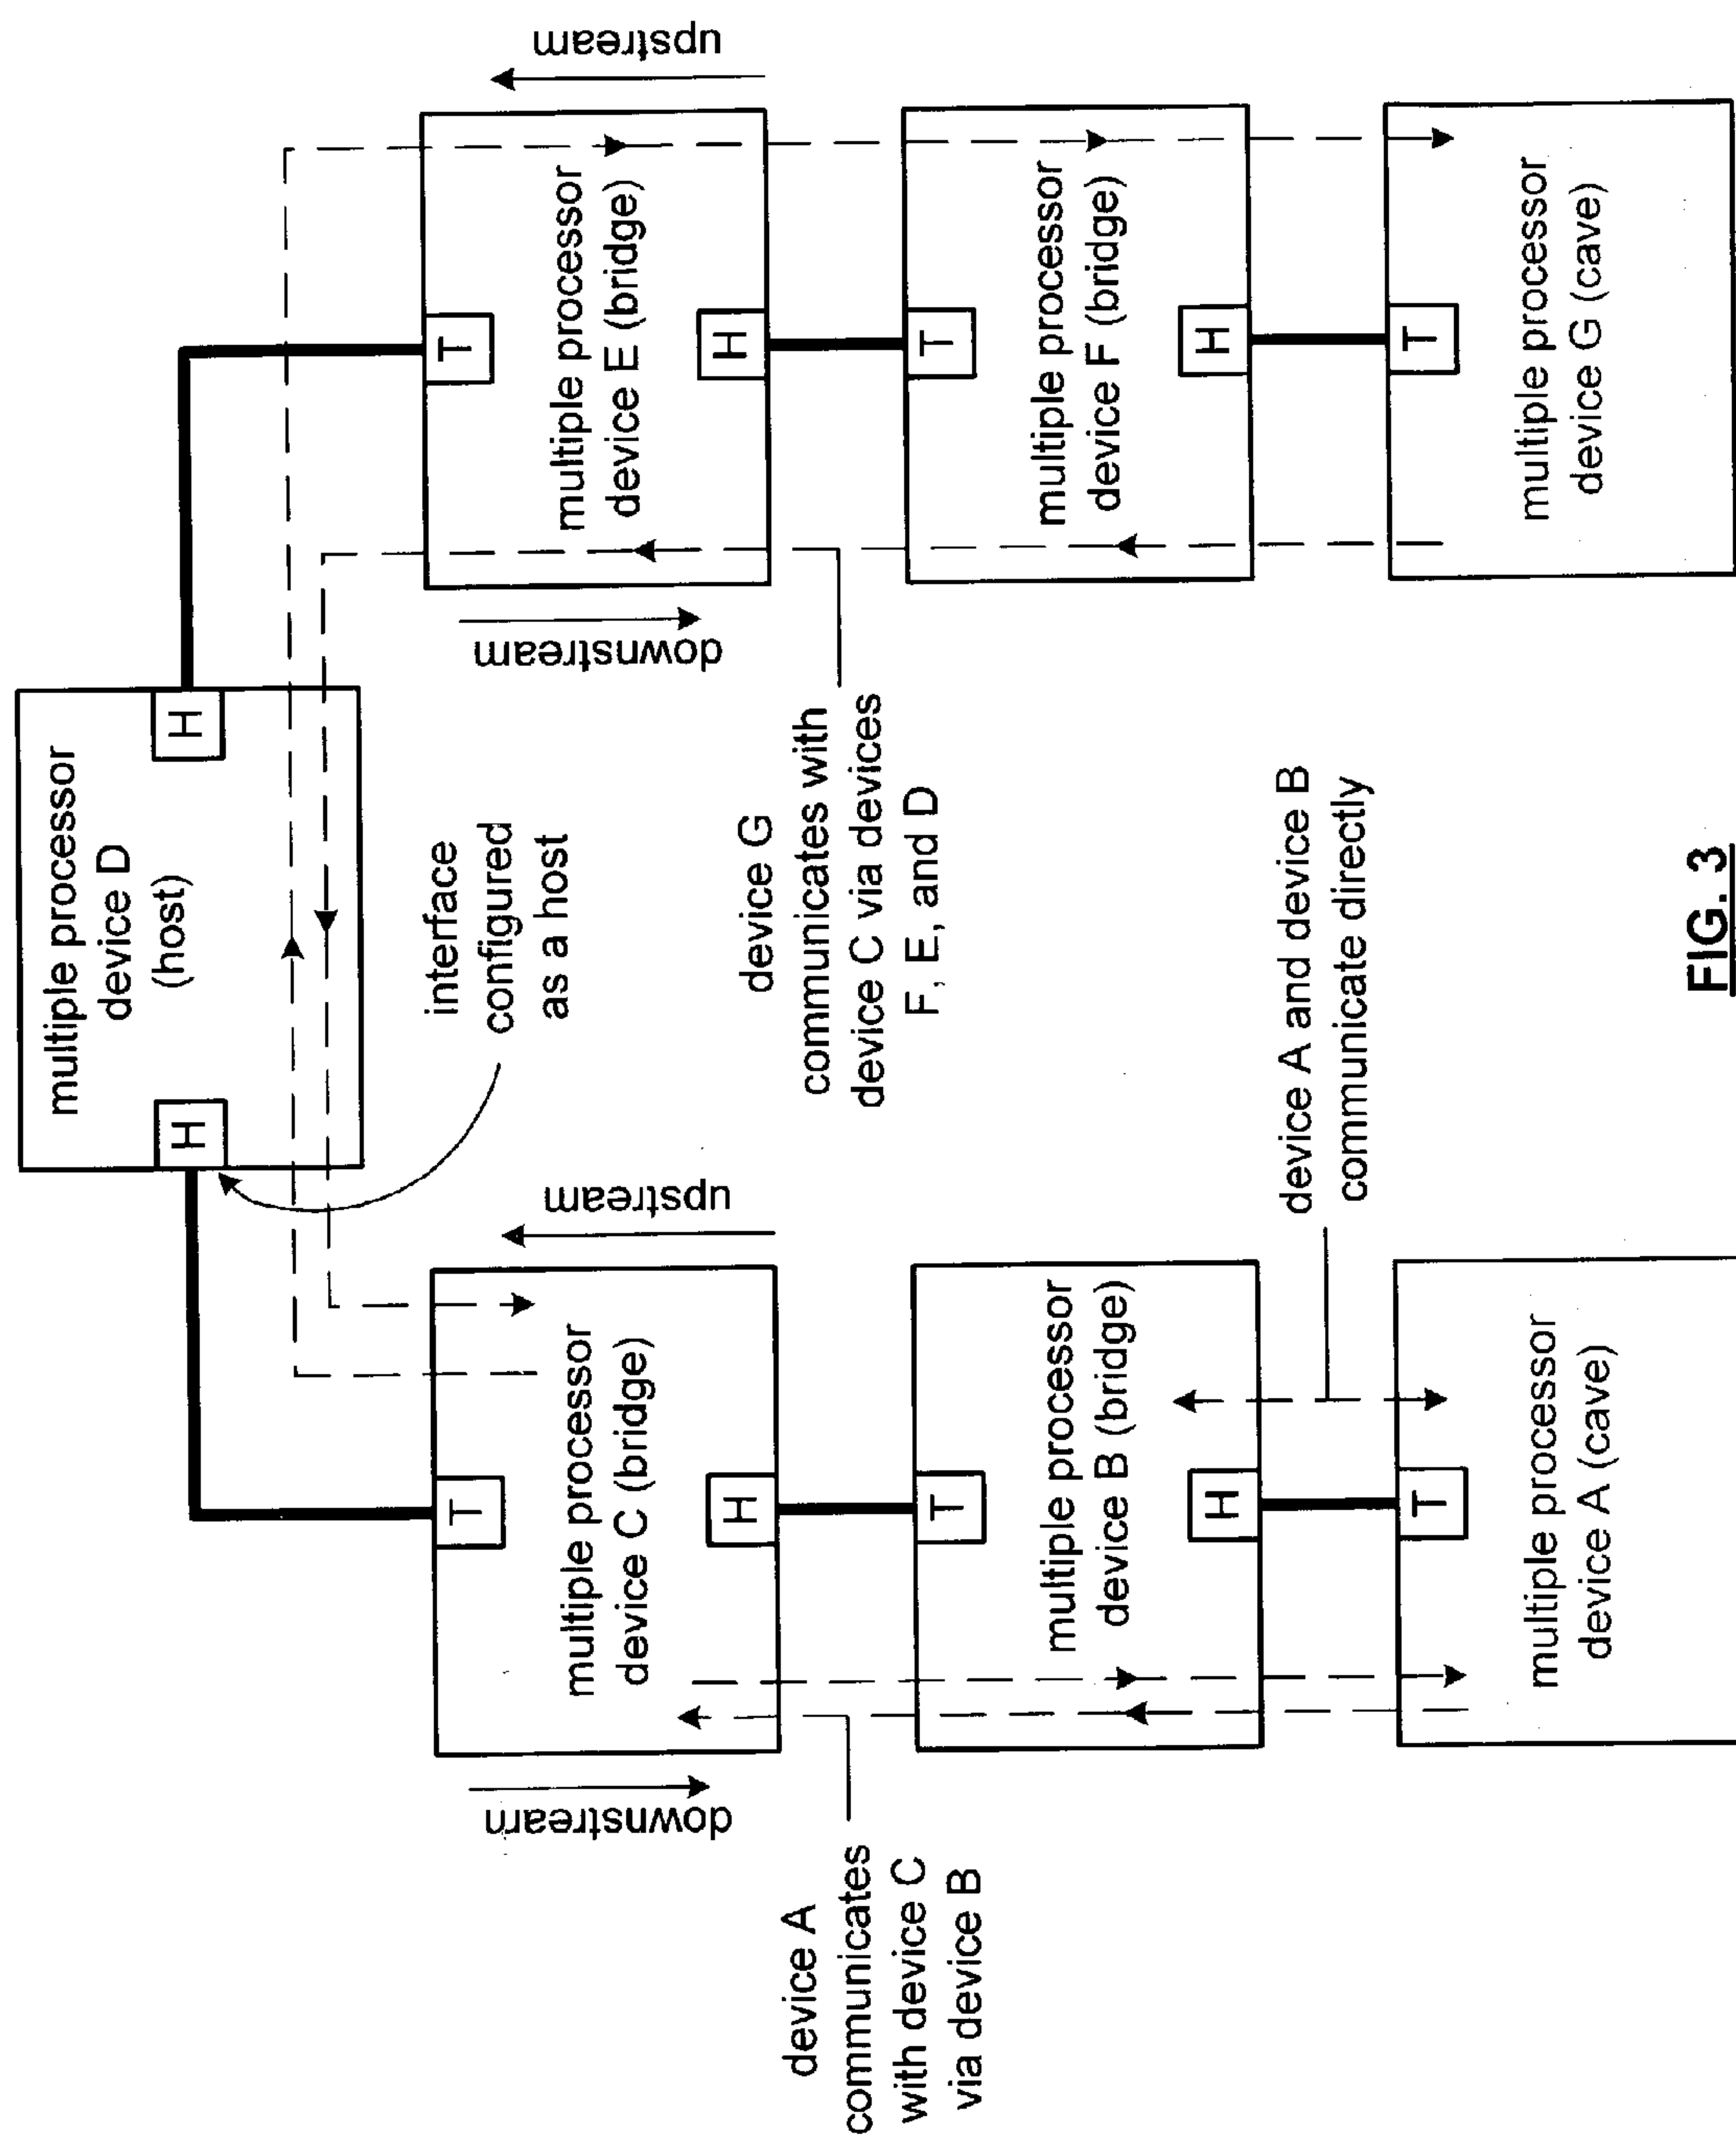 multiple processor
device D
(host)
H
H
interface
configured
as a host
upstream
downstream
T
multiple processor
device C (bridge)
H
device A
communicates
with device C
via device B
T
multiple processor
device B (bridge)
H
device A and device B
communicate directly
T
multiple processor
device A (cave)
upstream
downstream
T
multiple processor
device E (bridge)
H
device G
communicates with
device C via devices
F, E, and D
T
multiple processor
device F (bridge)
H
T
multiple processor
device G (cave)
FIG. 3